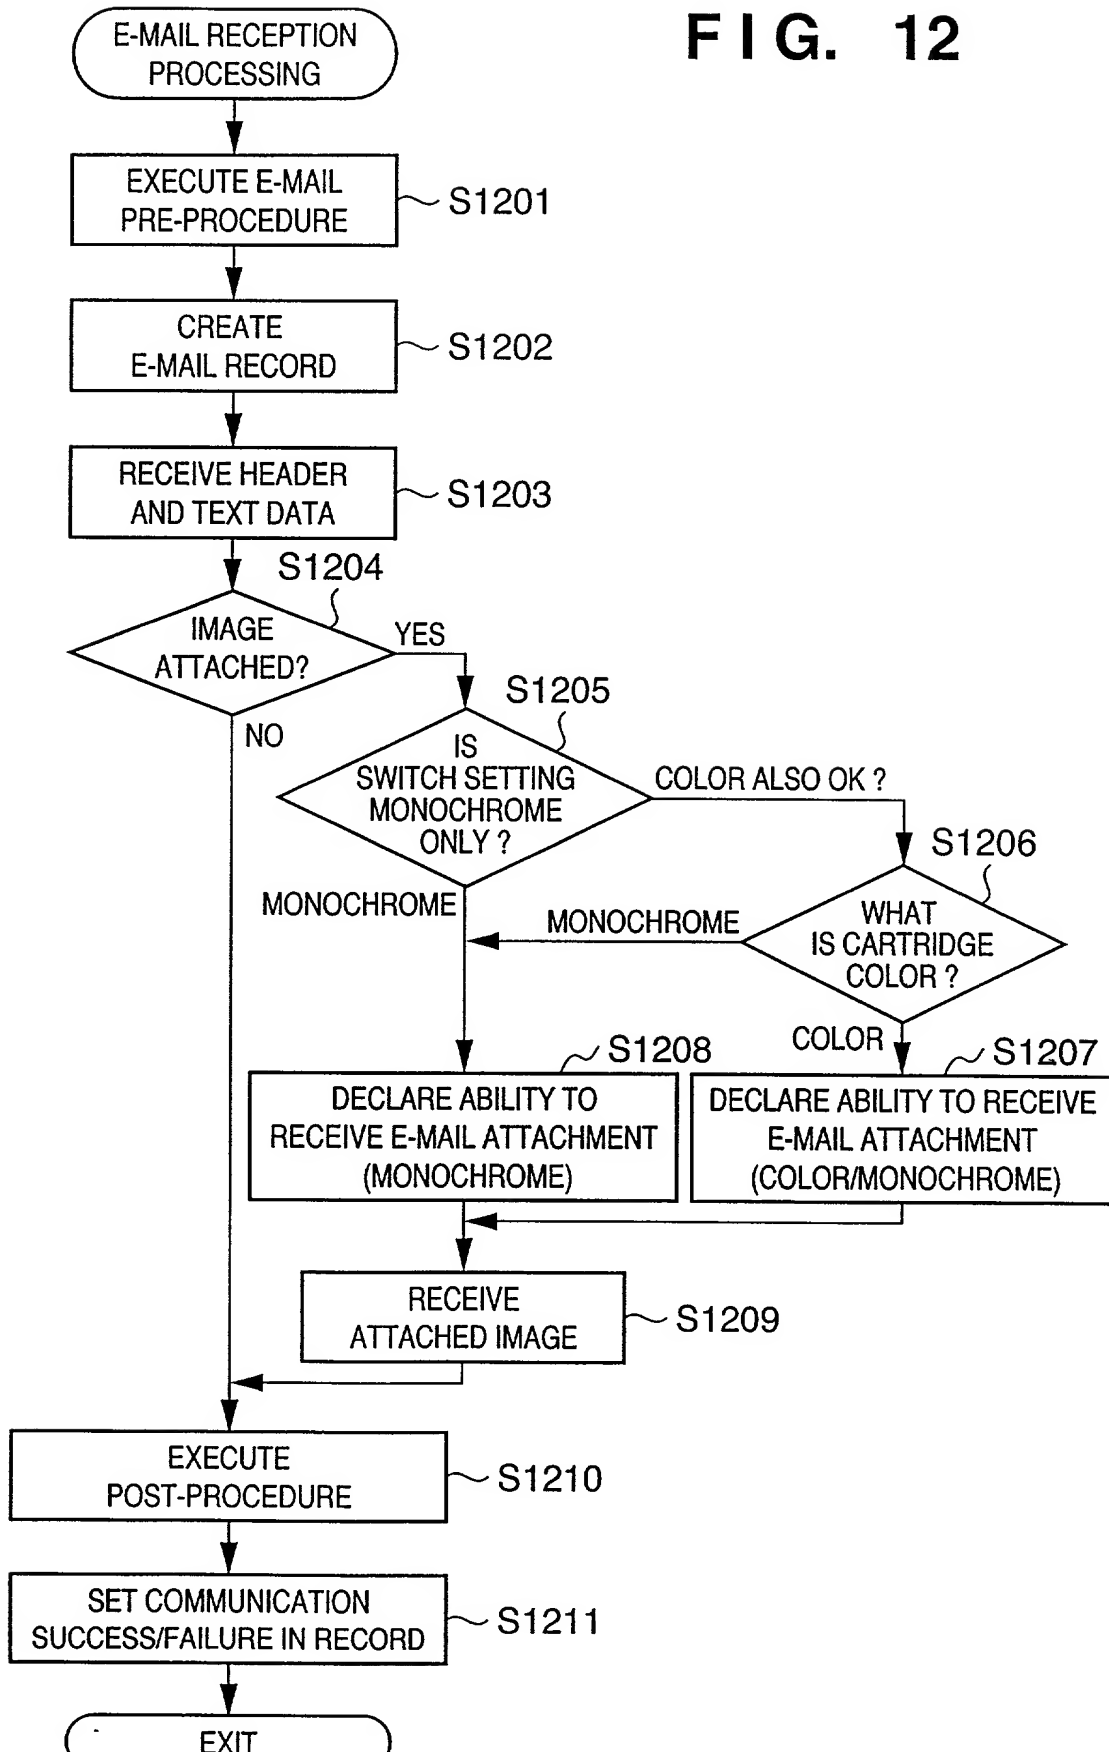 FIG. 12
E-MAIL RECEPTION
PROCESSING
EXECUTE E-MAIL
PRE-PROCEDURE
S1201
CREATE
E-MAIL RECORD
S1202
RECEIVE HEADER
AND TEXT DATA
S1203
S1204
IMAGE
ATTACHED?
YES
NO
S1205
IS
SWITCH SETTING
MONOCHROME
ONLY ?
COLOR ALSO OK ?
MONOCHROME
S1206
WHAT
IS CARTRIDGE
COLOR ?
MONOCHROME
COLOR
S1208
DECLARE ABILITY TO
RECEIVE E-MAIL ATTACHMENT
(MONOCHROME)
S1207
DECLARE ABILITY TO RECEIVE
E-MAIL ATTACHMENT
(COLOR/MONOCHROME)
RECEIVE
ATTACHED IMAGE
S1209
EXECUTE
POST-PROCEDURE
S1210
SET COMMUNICATION
SUCCESS/FAILURE IN RECORD
S1211
EXIT